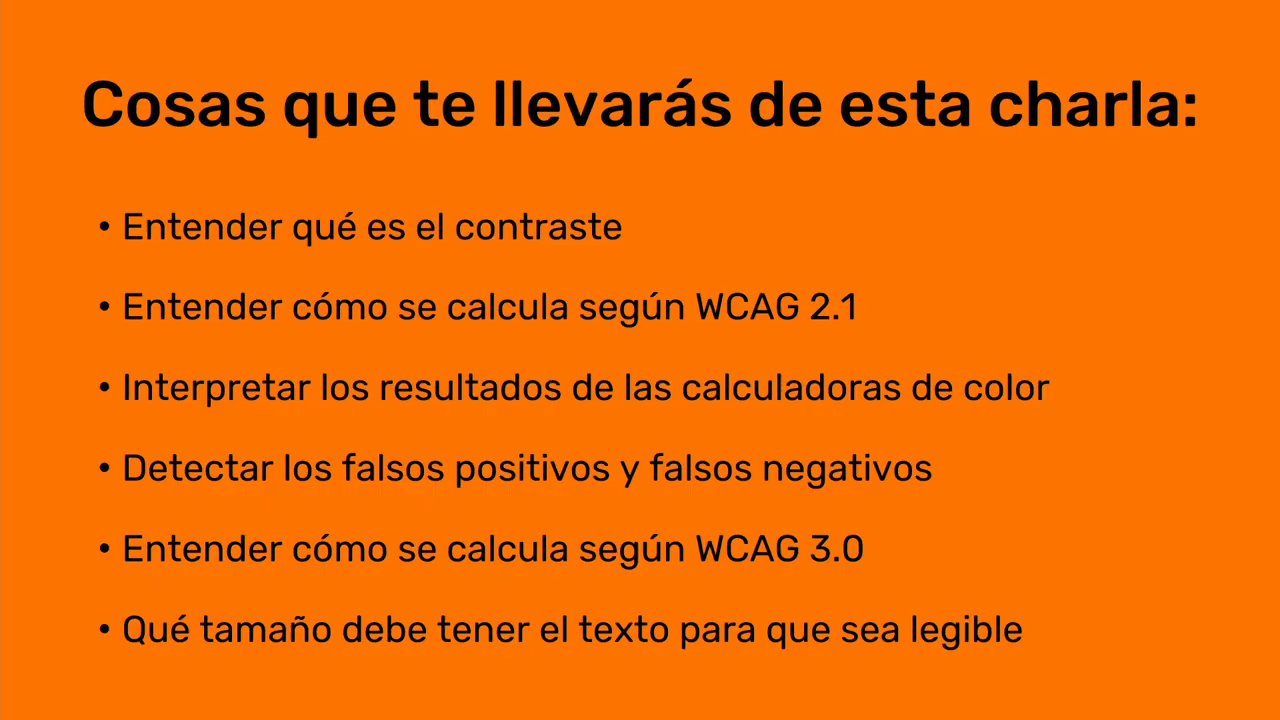 Cosas que te llevarás de esta charla:
• Entender qué es el contraste
• Entender cómo se calcula según WCAG 2.1
• Interpretar los resultados de las calculadoras de color
• Detectar los falsos positivos y falsos negativos
• Entender cómo se calcula según WCAG 3.0
• Qué tamaño debe tener el texto para que sea legible